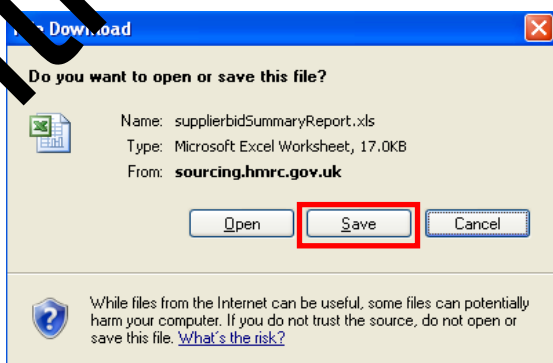 Download
Do you want to open or save this file?
Name: supplierbidSummaryReport.xls
Type: Microsoft Excel Worksheet, 17.0KB
From: sourcing.hmrc.gov.uk
Open Save Cancel
While files from the Internet can be useful, some files can potentially
harm your computer. If you do not trust the source, do not open or
save this file. What's the risk?